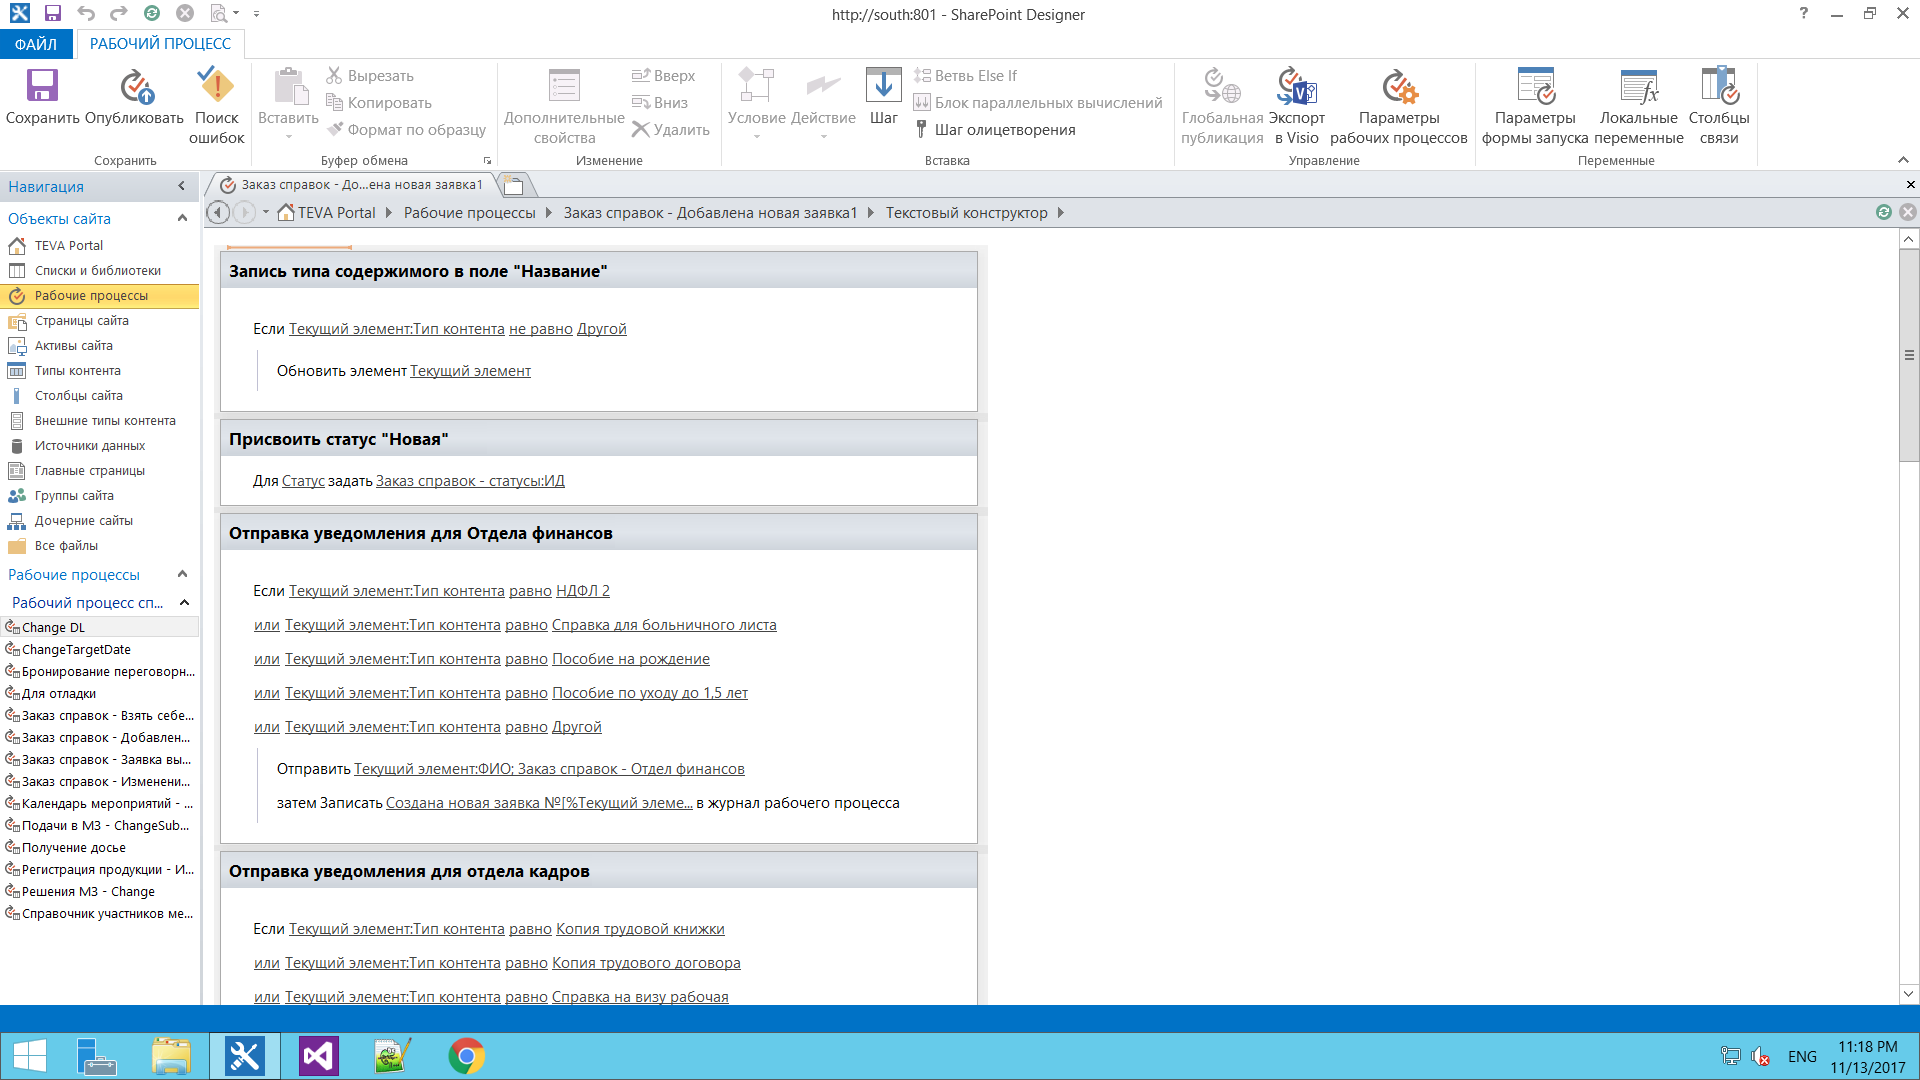 http://south:801 - SharePoint Designer
?
ФАЙЛ
РАБОЧИЙ ПРОЦЕСС
Сохранить
Опубликовать
Поиск ошибок
Сохранить
Вставить
Вырезать
Копировать
Формат по образцу
Буфер обмена
Дополнительные свойства
Вверх
Вниз
Удалить
Изменение
Условие
Действие
Шаг
Ветвь Else If
Блок параллельных вычислений
Шаг олицетворения
Вставка
Глобальная публикация
Экспорт в Visio
Параметры рабочих процессов
Управление
Параметры формы запуска
Локальные переменные
Столбцы связи
Переменные
Навигация
Заказ справок - До...ена новая заявка1
TEVA Portal
Рабочие процессы
Заказ справок - Добавлена новая заявка1
Текстовый конструктор
Объекты сайта
TEVA Portal
Списки и библиотеки
Рабочие процессы
Страницы сайта
Активы сайта
Типы контента
Столбцы сайта
Внешние типы контента
Источники данных
Главные страницы
Группы сайта
Дочерние сайты
Все файлы
Рабочие процессы
Рабочий процесс сп...
Change DL
ChangeTargetDate
Бронирование переговорн...
Для отладки
Заказ справок - Взять себе...
Заказ справок - Добавлен...
Заказ справок - Заявка вы...
Заказ справок - Изменени...
Календарь мероприятий - ...
Подачи в МЗ - ChangeSub...
Получение досье
Регистрация продукции - И...
Решения МЗ - Change
Справочник участников ме...
Запись типа содержимого в поле "Название"
Если Текущий элемент:Тип контента не равно Другой
Обновить элемент Текущий элемент
Присвоить статус "Новая"
Для Статус задать Заказ справок - статусы:ИД
Отправка уведомления для Отдела финансов
Если Текущий элемент:Тип контента равно НДФЛ 2
или Текущий элемент:Тип контента равно Справка для больничного листа
или Текущий элемент:Тип контента равно Пособие на рождение
или Текущий элемент:Тип контента равно Пособие по уходу до 1,5 лет
или Текущий элемент:Тип контента равно Другой
Отправить Текущий элемент:ФИО; Заказ справок - Отдел финансов
затем Записать Создана новая заявка №[%Текущий элеме... в журнал рабочего процесса
Отправка уведомления для отдела кадров
Если Текущий элемент:Тип контента равно Копия трудовой книжки
или Текущий элемент:Тип контента равно Копия трудового договора
или Текущий элемент:Тип контента равно Справка на визу рабочая
ENG
11:18 PM
11/13/2017